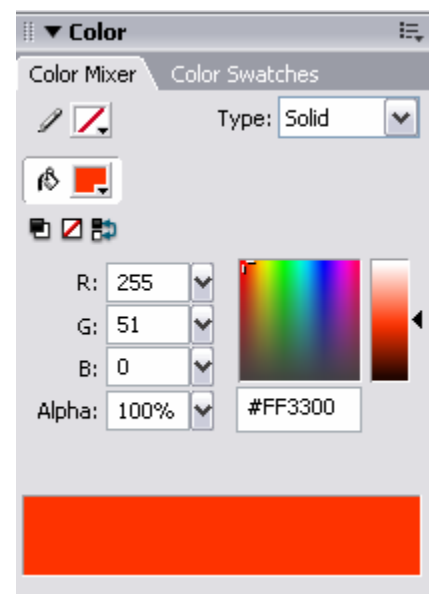 Color
Color Mixer Color Swatches
Type: Solid
R: 255
G: 51
B: 0
Alpha: 100% #FF3300